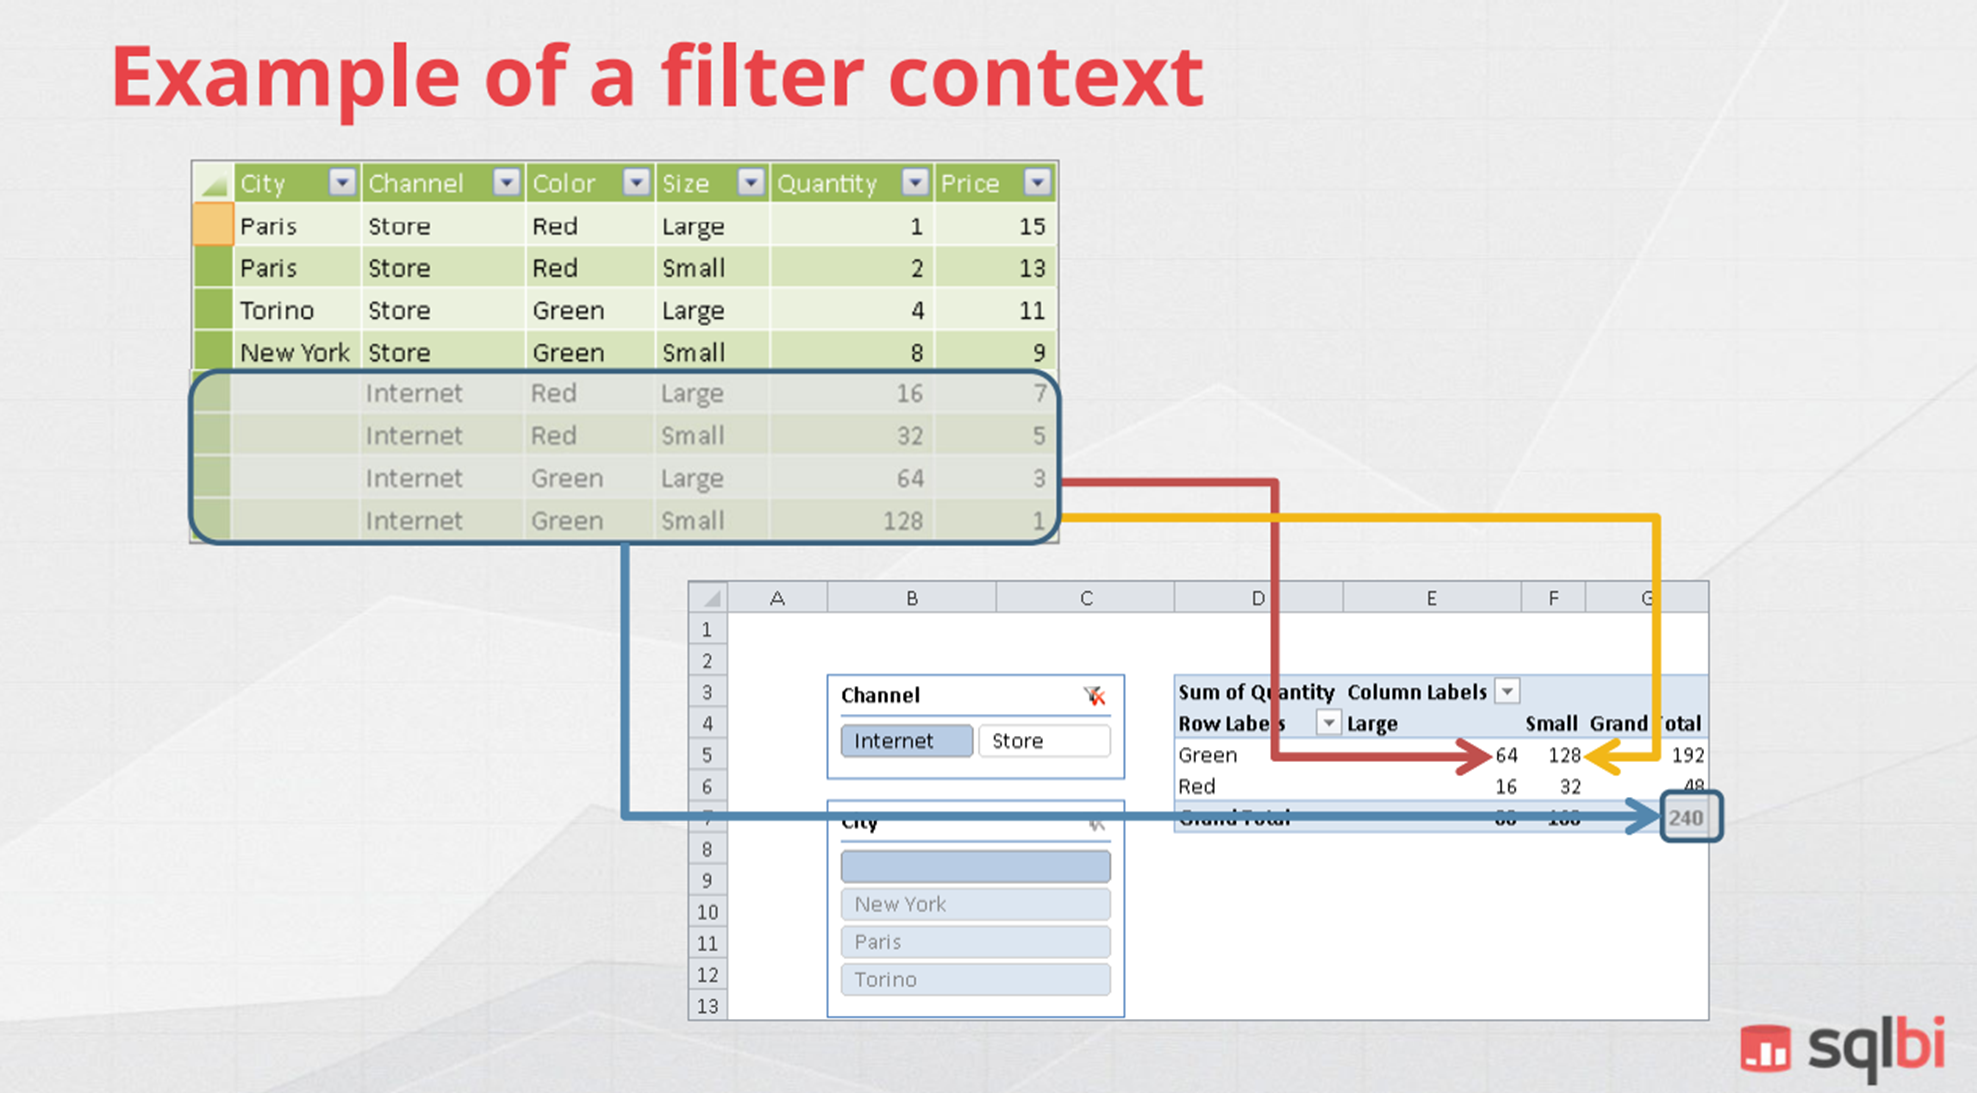 Example of a filter context
City Channel Color Size Quantity Price
Paris Store Red Large 1 15
Paris Store Red Small 2 13
Torino Store Green Large 4 11
New York Store Green Small 8 9
Internet Red Large 16 7
Internet Red Small 32 5
Internet Green Large 64 3
Internet Green Small 128 1
A B C D E F G
1
2
3 Channel Sum of Quantity Column Labels
4 Row Labels Large Small Grand Total
Internet Store
5 Green 64 128 192
6 Red 16 32 48
7 City Grand Total 240
8
9
10 New York
11 Paris
12 Torino
13
sqlbi